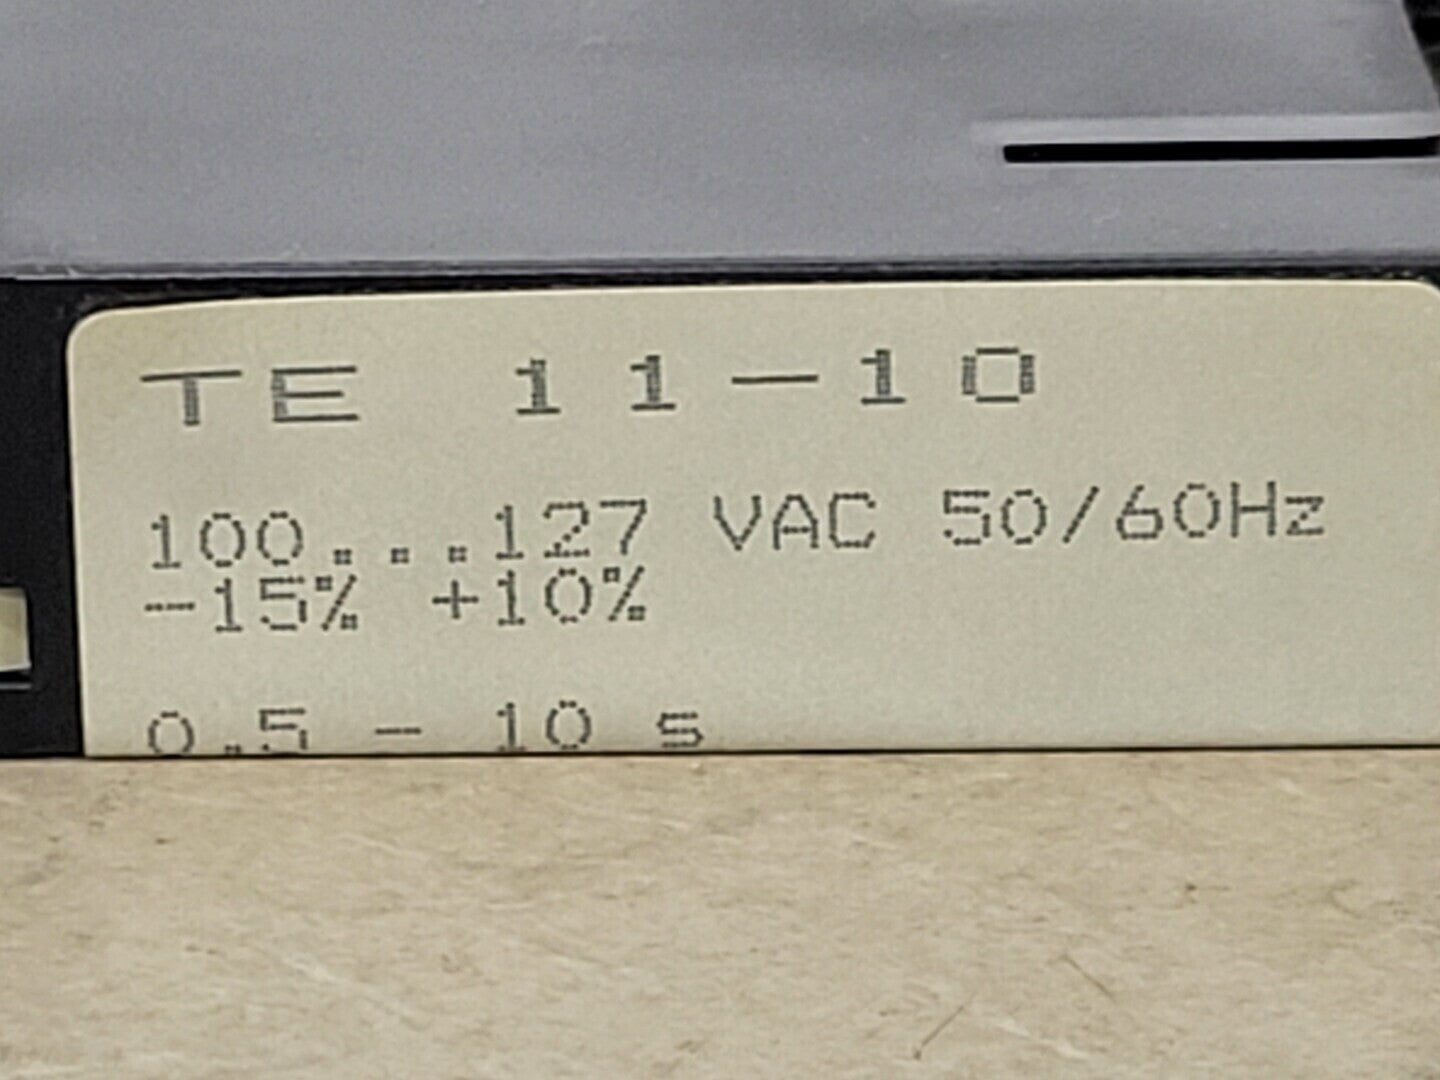 TE 11-10
100...127 VAC 50/60Hz
-15% +10%
0.5 - 10 s